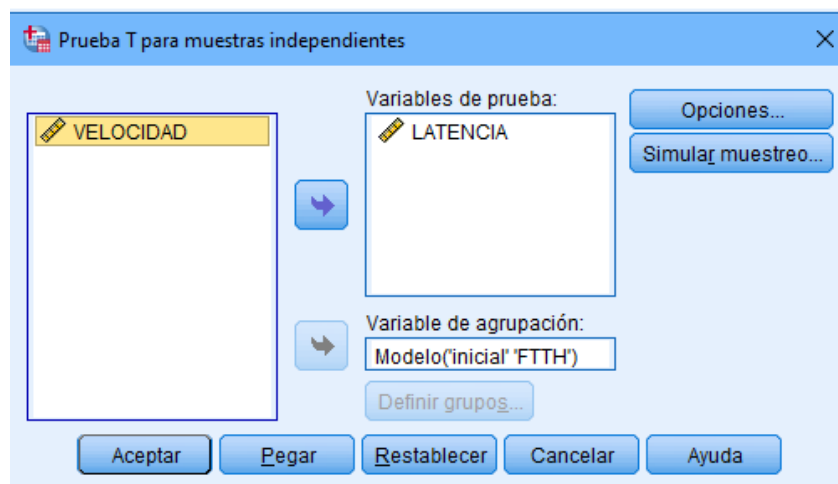 Prueba T para muestras independientes
VELOCIDAD
Variables de prueba:
LATENCIA
Opciones...
Simular muestreo...
Variable de agrupación:
Modelo('inicial' 'FTTH')
Definir grupos...
Aceptar
Pegar
Restablecer
Cancelar
Ayuda